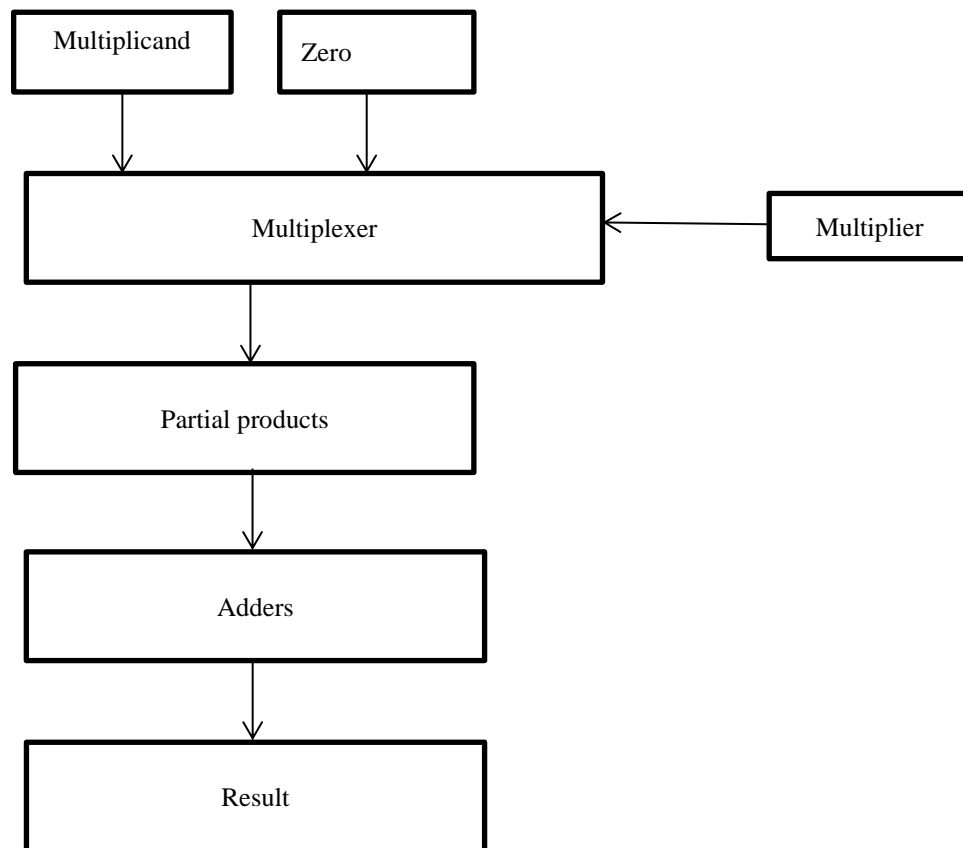 Multiplicand
Zero
Multiplexer
Multiplier
Partial products
Adders
Result